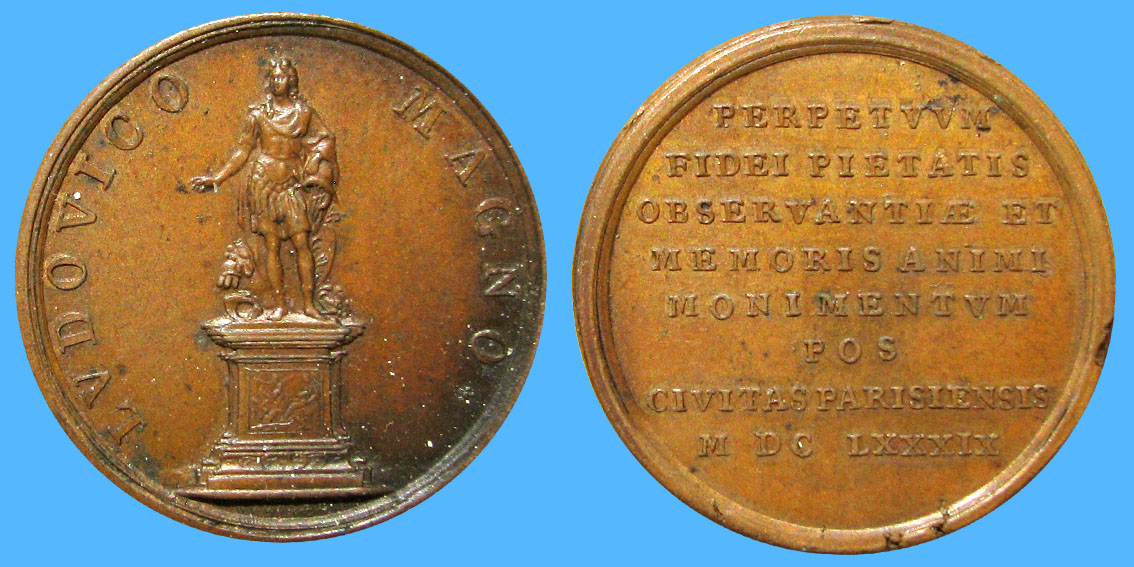 LVDOVICO MAGNO
PERPETVVM
FIDEI PIETATIS
OBSERVANTIÆ ET
MEMORIS ANIMI
MONIMENTVM
POS
CIVITAS PARISIENSIS
M DC LXXXIX